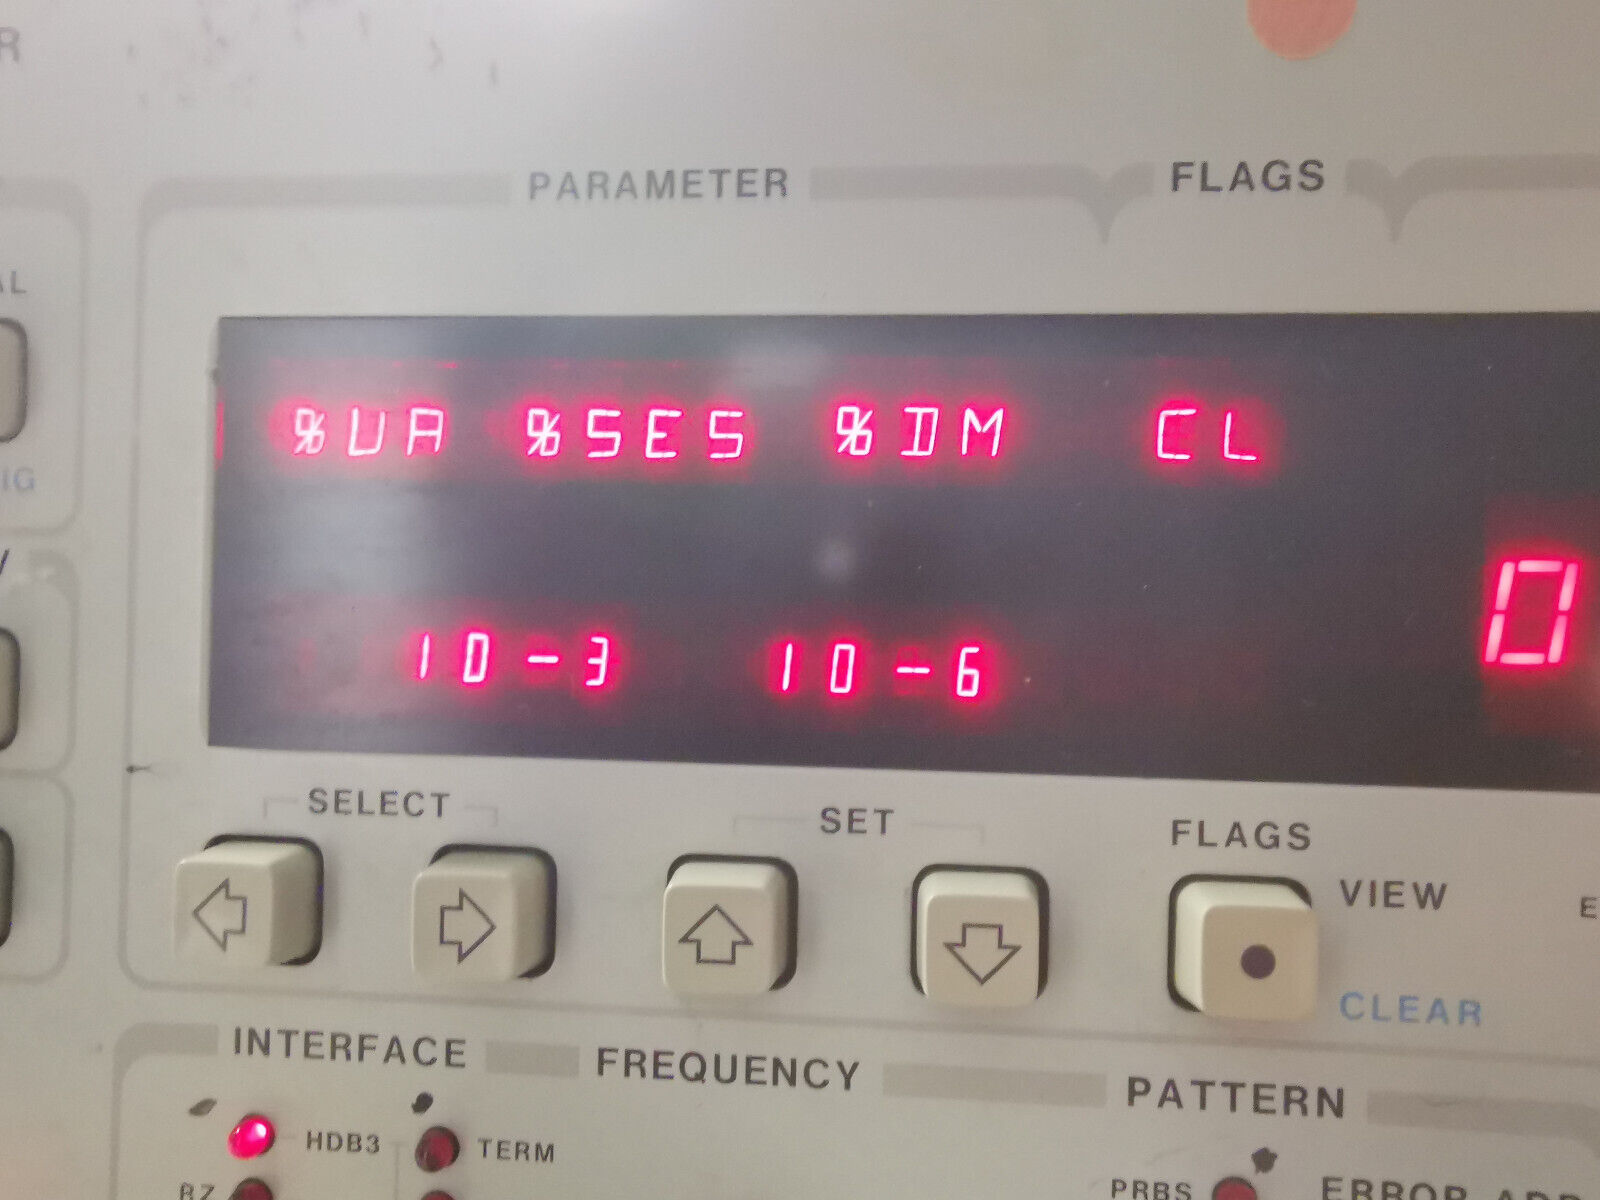 PARAMETER FLAGS
%UA %SES %DM CL
10-3 10-6 0
SELECT SET FLAGS
VIEW
CLEAR
INTERFACE FREQUENCY PATTERN
HDB3 TERM
RZ PRBS